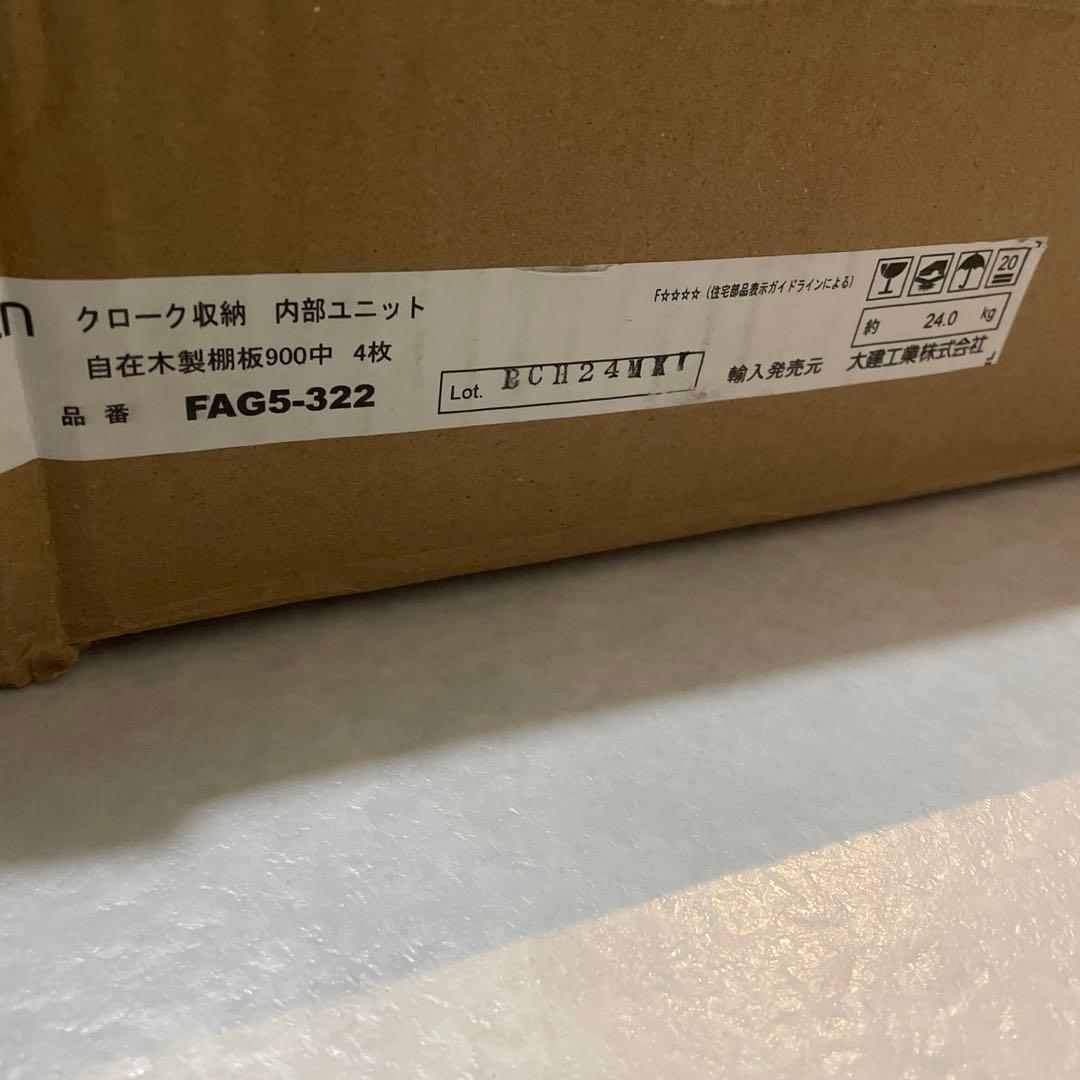 クローク収納 内部ユニット
自在木製棚板900中 4枚
品番 FAG5-322
Lot.
F☆☆☆☆（住宅部品表示ガイドラインによる）
20
約 24.0 kg
輸入発売元 大建工業株式会社